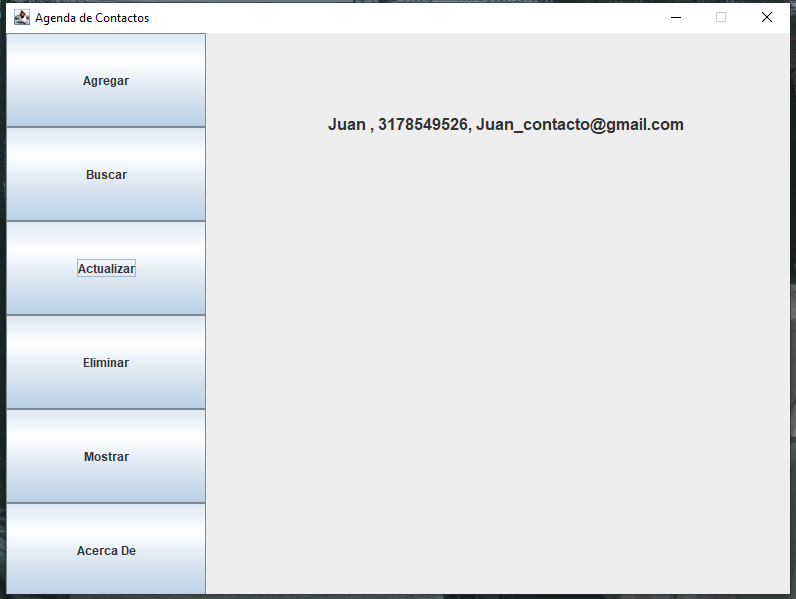 Agenda de Contactos
Agregar
Juan , 3178549526, Juan_contacto@gmail.com
Buscar
Actualizar
Eliminar
Mostrar
Acerca De